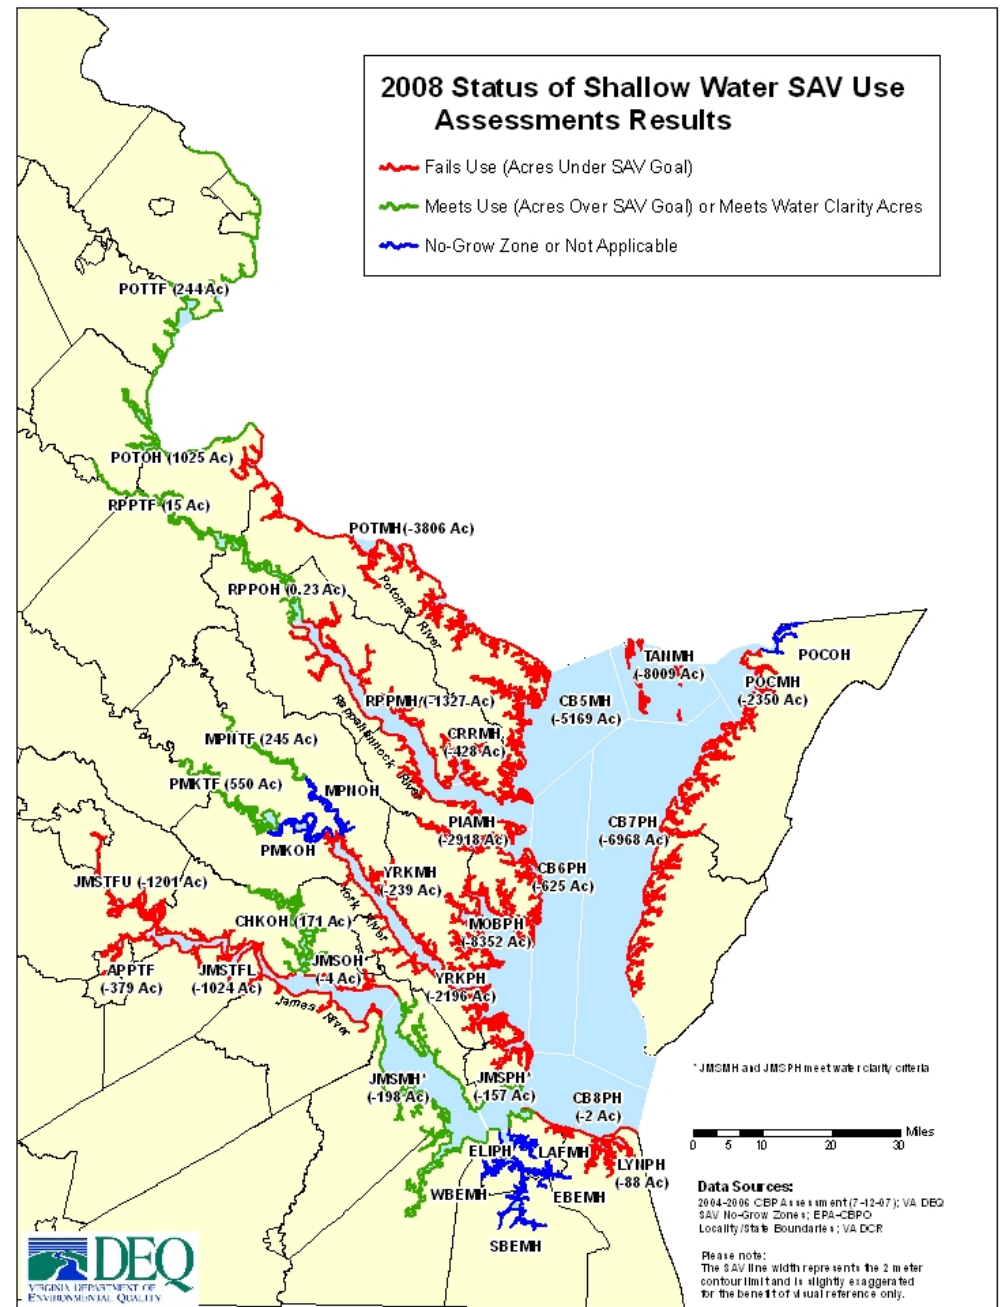 2008 Status of Shallow Water SAV Use
Assessments Results
Fails Use (Acres Under SAV Goal)
Meets Use (Acres Over SAV Goal) or Meets Water Clarity Acres
No-Grow Zone or Not Applicable
POTTF (244 Ac)
POTOH (1025 Ac)
RPPTF (15 Ac)
POTMH (-3806 Ac)
RPPOH (0.23 Ac)
Potomac River
TANMH
(-8009 Ac)
POCOH
POCMH
(-2350 Ac)
CB5MH
(-5169 Ac)
RPPMH (-1327 Ac)
Rappahannock River
CRRMH
(-428 Ac)
MPNTF (245 Ac)
PMKTF (550 Ac)
MPNOH
PMKOH
PIAMH
(-2918 Ac)
CB7PH
(-6968 Ac)
CB6PH
(-625 Ac)
JMSTFU (-1201 Ac)
YRKMH
(-239 Ac)
York River
CHKOH (171 Ac)
MOBPH
(-8352 Ac)
APPTF
(-379 Ac)
JMSTFL
(-1024 Ac)
JMSOH
(-4 Ac)
YRKPH
(-2196 Ac)
James River
JMSMH*
(-198 Ac)
JMSPH*
(-157 Ac)
CB8PH
(-2 Ac)
* JMSMH and JMSPH meet water clarity criteria
0 5 10 20 30 Miles
ELIPH
LAFMH
LYNPH
(-88 Ac)
WBEMH
EBEMH
SBEMH
Data Sources:
2004-2006 CBP Assessment (7-12-07); VA DEQ
SAV No-Grow Zones; EPA-CBPO
Locality/State Boundaries; VA DCR
Please note:
The SAV line width represents the 2 meter
contour limit and is slightly exaggerated
for the benefit of visual reference only.
DEQ
VIRGINIA DEPARTMENT OF
ENVIRONMENTAL QUALITY